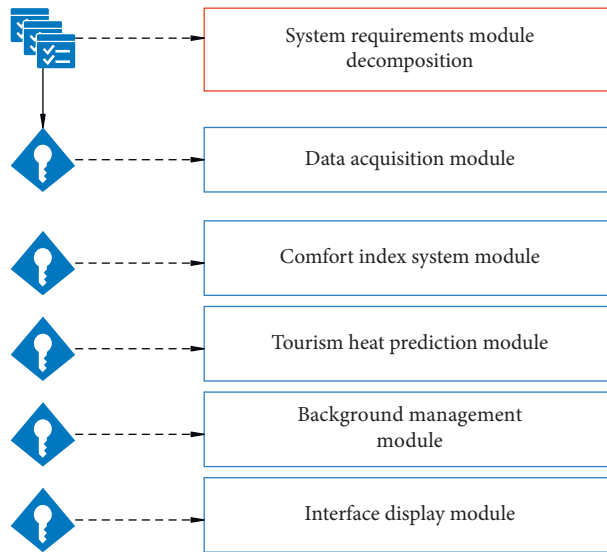 System requirements module
decomposition
Data acquisition module
Comfort index system module
Tourism heat prediction module
Background management
module
Interface display module